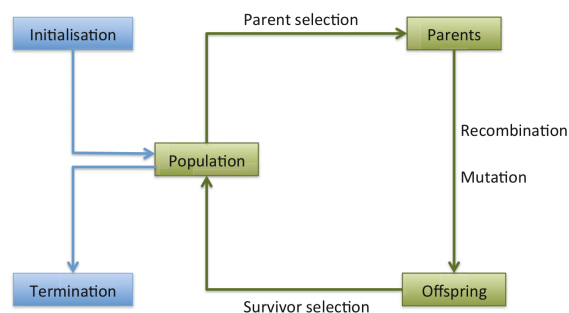 Parent selection
Initialisation
Parents
Recombination
Population
Mutation
Termination
Offspring
Survivor selection